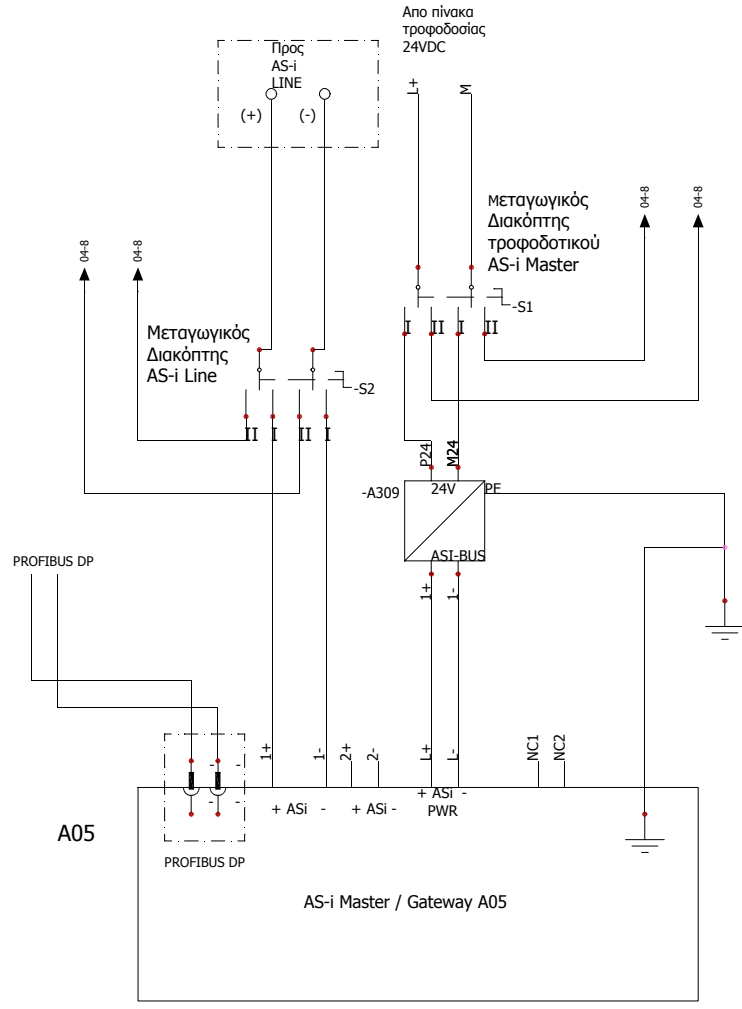 Απο πίνακα
τροφοδοσίας
24VDC
Προς
AS-i
LINE
(+) (-)
L+ M
04-8 04-8
Μεταγωγικός
Διακόπτης
τροφοδοτικού
AS-i Master
04-8 04-8
-S1
I II I II
Μεταγωγικός
Διακόπτης
AS-i Line
-S2
II I II I
P24 M24
-A309 24V PE
ASI-BUS
1+ 1-
PROFIBUS DP
1+ 1- 2+ 2- L+ L- NC1 NC2
- -
- -
+ ASi - + ASi - + ASi -
PWR
A05
PROFIBUS DP
AS-i Master / Gateway A05